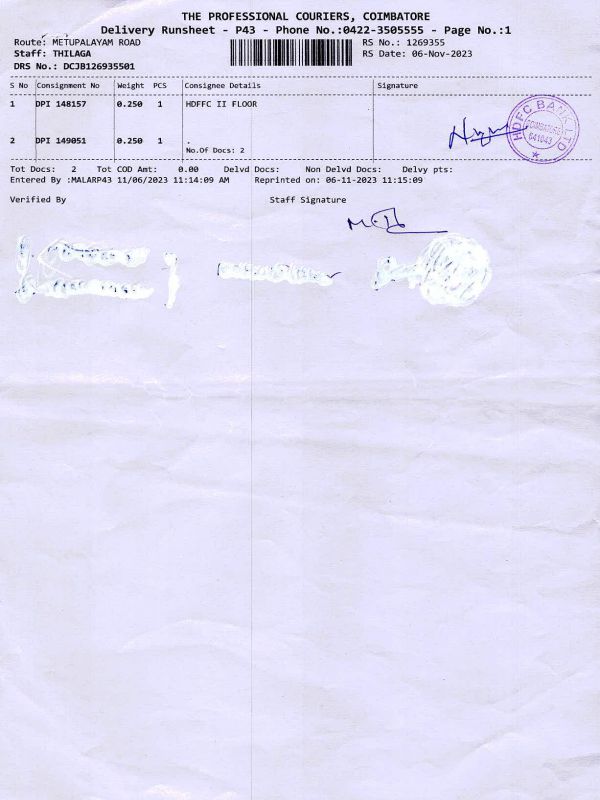 THE PROFESSIONAL COURIERS, COIMBATORE
Delivery Runsheet - P43 - Phone No.:0422-3505555 - Page No.:1
Route: METUPALAYAM ROAD RS No.: 1269355
Staff: THILAGA RS Date: 06-Nov-2023
DRS No.: DCJB126935501
S No Consignment No Weight PCS Consignee Details Signature
1 DPI 148157 0.250 1 HDFFC II FLOOR
HDFC BANK LTD
COIMBATORE
641043
2 DPI 149051 0.250 1 .
No.Of Docs: 2
Tot Docs: 2 Tot COD Amt: 0.00 Delvd Docs: Non Delvd Docs: Delvy pts:
Entered By :MALARP43 11/06/2023 11:14:09 AM Reprinted on: 06-11-2023 11:15:09
Verified By Staff Signature